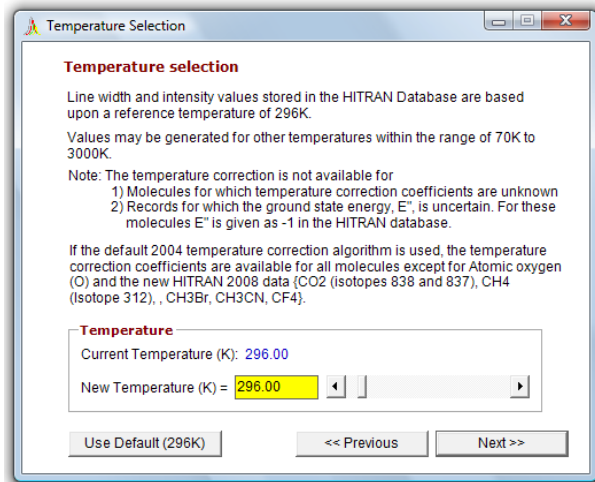 Temperature Selection
Temperature selection
Line width and intensity values stored in the HITRAN Database are based
upon a reference temperature of 296K.
Values may be generated for other temperatures within the range of 70K to
3000K.
Note: The temperature correction is not available for
1) Molecules for which temperature correction coefficients are unknown
2) Records for which the ground state energy, E", is uncertain. For these
molecules E" is given as -1 in the HITRAN database.
If the default 2004 temperature correction algorithm is used, the temperature
correction coefficients are available for all molecules except for Atomic oxygen
(O) and the new HITRAN 2008 data {CO2 (isotopes 838 and 837), CH4
(Isotope 312), , CH3Br, CH3CN, CF4}.
Temperature
Current Temperature (K): 296.00
New Temperature (K) = 296.00
Use Default (296K) << Previous Next >>